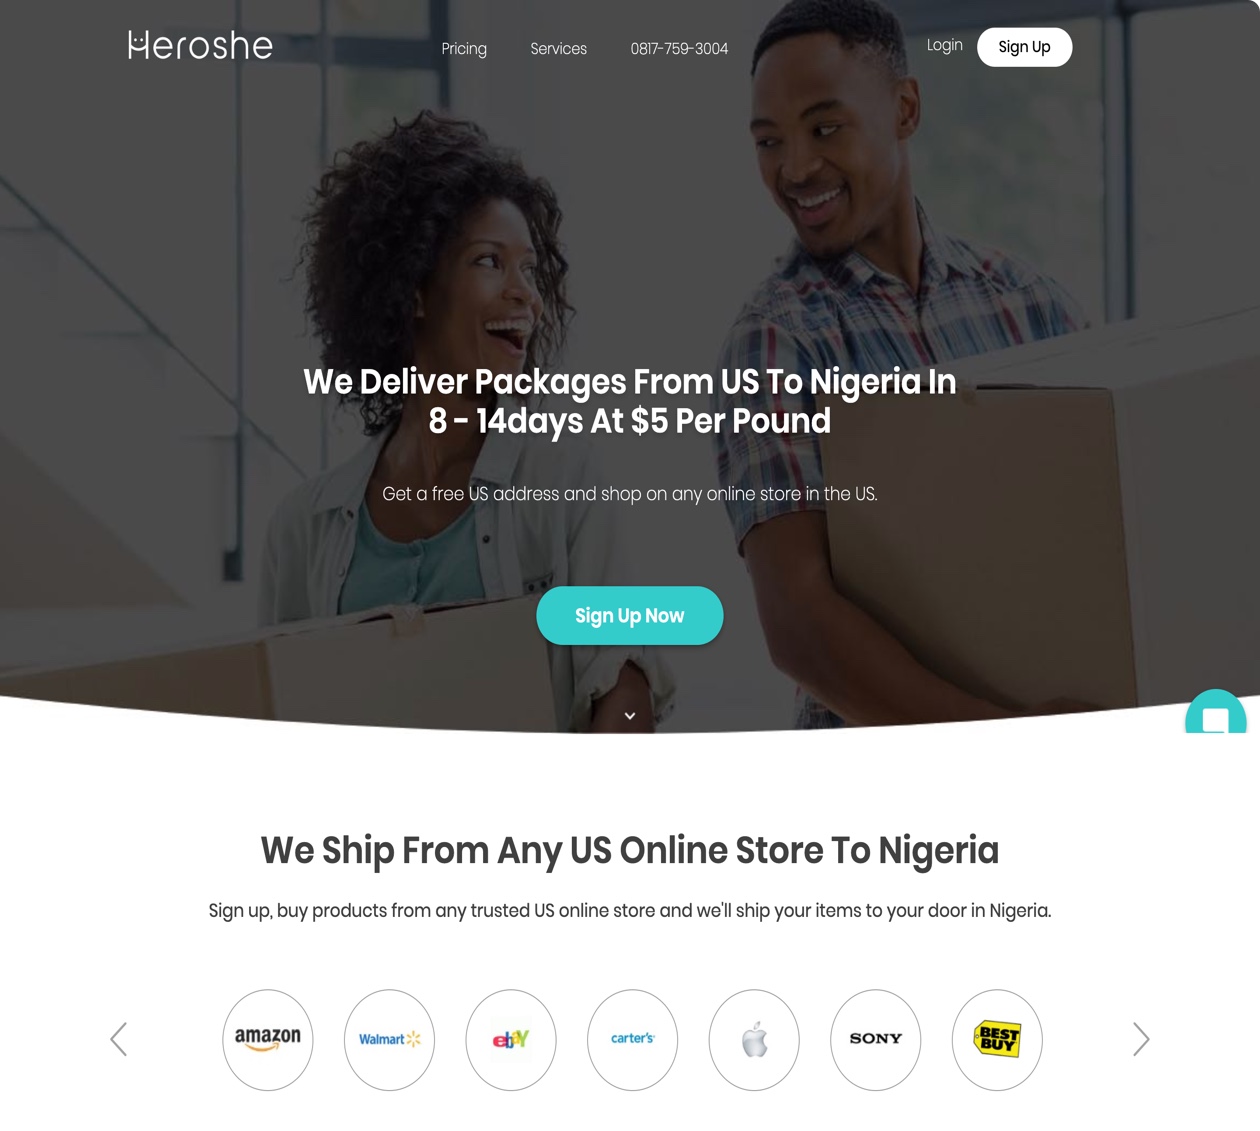 Heroshe
Pricing
Services
0817-759-3004
Login
Sign Up
We Deliver Packages From US To Nigeria In
8 - 14days At $5 Per Pound
Get a free US address and shop on any online store in the US.
Sign Up Now
We Ship From Any US Online Store To Nigeria
Sign up, buy products from any trusted US online store and we'll ship your items to your door in Nigeria.
amazon
Walmart
ebay
carter's
SONY
BEST
BUY